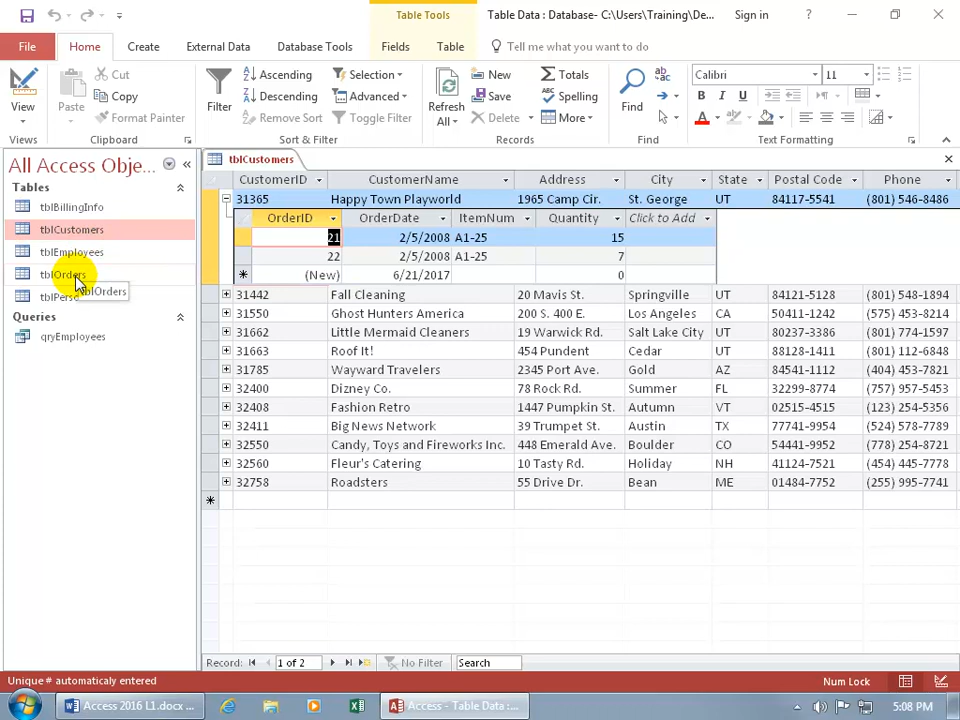 Table Tools
Table Data : Database- C:\Users\Training\De...
Sign in
?
File
Home
Create
External Data
Database Tools
Fields
Table
Tell me what you want to do
View
Views
Paste
Cut
Copy
Format Painter
Clipboard
Filter
Ascending
Descending
Remove Sort
Selection
Advanced
Toggle Filter
Sort & Filter
Refresh
All
New
Save
Delete
Totals
Spelling
More
Records
Find
Find
Calibri
11
B I U
A
Text Formatting
All Access Obje...
Tables
tblBillingInfo
tblCustomers
tblEmployees
tblOrders
tblOrders
Queries
qryEmployees
tblCustomers
CustomerID CustomerName Address City State Postal Code Phone
31365 Happy Town Playworld 1965 Camp Cir. St. George UT 84117-5541 (801) 546-8486
OrderID OrderDate ItemNum Quantity Click to Add
21 2/5/2008 A1-25 15
22 2/5/2008 A1-25 7
(New) 6/21/2017 0
31442 Fall Cleaning 20 Mavis St. Springville UT 84121-5128 (801) 548-1894
31550 Ghost Hunters America 200 S. 400 E. Los Angeles CA 50411-1242 (575) 453-8214
31662 Little Mermaid Cleaners 19 Warwick Rd. Salt Lake City UT 80237-3386 (801) 774-1597
31663 Roof It! 454 Pundent Cedar UT 88128-1411 (801) 112-6848
31785 Wayward Travelers 2345 Port Ave. Gold AZ 84541-1112 (404) 453-7821
32400 Dizney Co. 78 Rock Rd. Summer FL 32299-8774 (757) 957-5453
32408 Fashion Retro 1447 Pumpkin St. Autumn VT 02515-4515 (123) 254-5356
32411 Big News Network 39 Trumpet St. Austin TX 77741-9954 (524) 578-7789
32550 Candy, Toys and Fireworks Inc. 448 Emerald Ave. Boulder CO 54441-9952 (778) 254-8721
32560 Fleur's Catering 10 Tasty Rd. Holiday NH 41124-7521 (454) 445-7778
32758 Roadsters 55 Drive Dr. Bean ME 01484-7752 (255) 995-7741
Record: 1 of 2 No Filter Search
Unique # automaticaly entered
Num Lock
Access 2016 L1.docx ...
Access - Table Data :...
5:08 PM